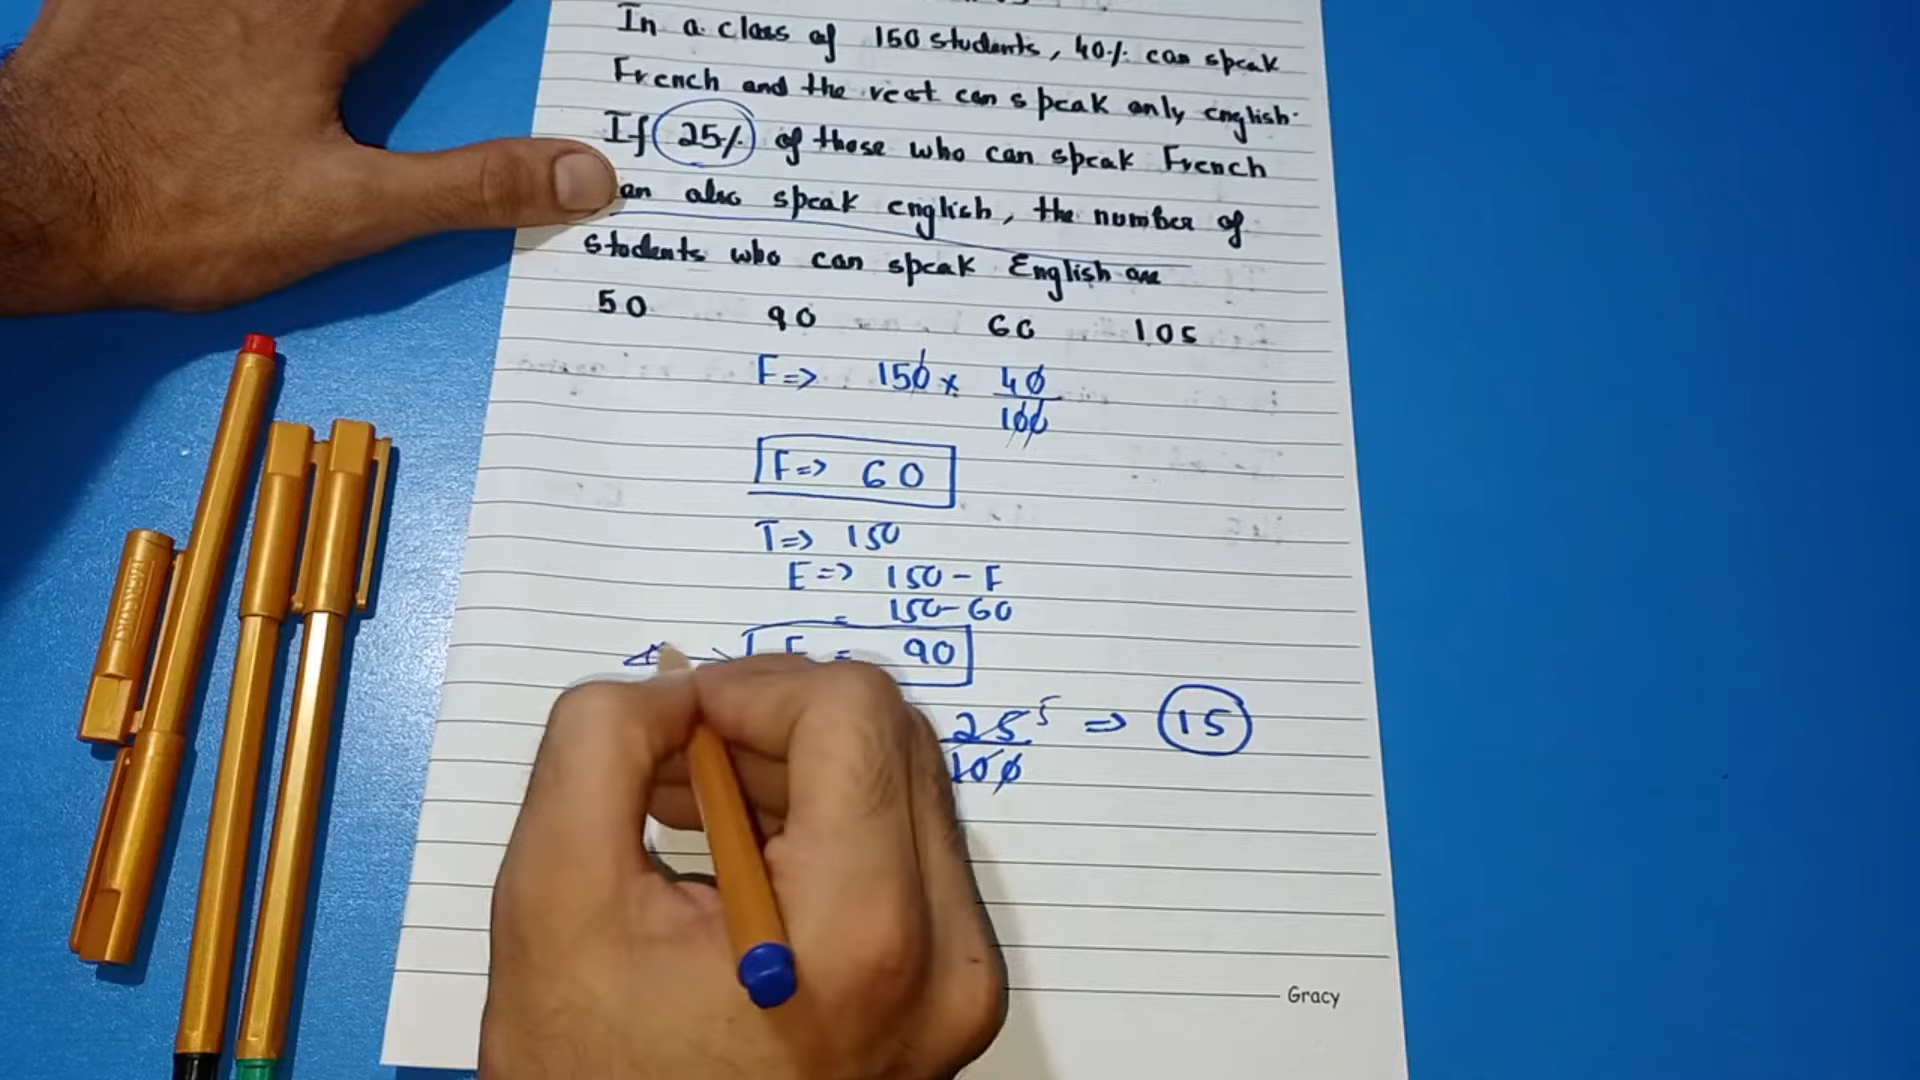 In a class of 150 students, 40% can speak
French and the rest can speak only english.
If 25% of those who can speak French
an also speak english, the number of
students who can speak English are
50 90 60 105
F => 150 × 40/100
F => 60
T => 150
E => 150 - F
= 150-60
E = 90
25 5 => 15
100
Gracy